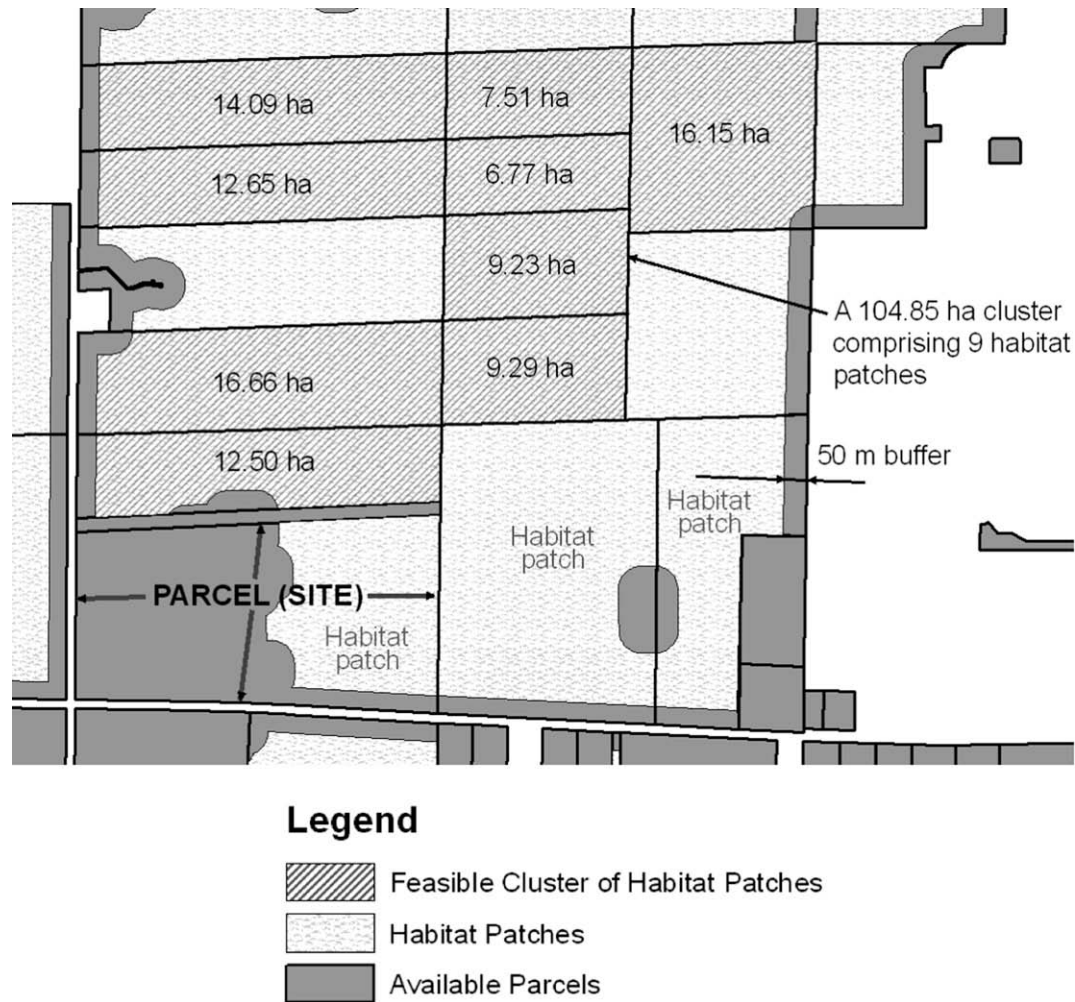 14.09 ha
7.51 ha
16.15 ha
12.65 ha
6.77 ha
9.23 ha
A 104.85 ha cluster
comprising 9 habitat
patches
16.66 ha
9.29 ha
12.50 ha
50 m buffer
Habitat
patch
Habitat
patch
PARCEL (SITE)
Habitat
patch
Legend
Feasible Cluster of Habitat Patches
Habitat Patches
Available Parcels